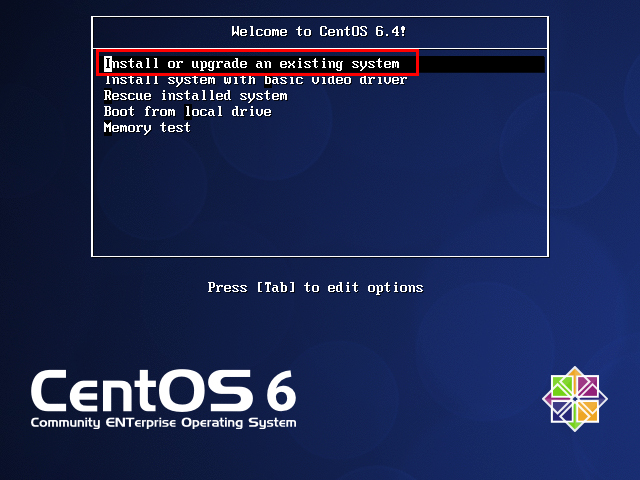 Welcome to CentOS 6.4!
Install or upgrade an existing system
Install system with basic video driver
Rescue installed system
Boot from local drive
Memory test
Press [Tab] to edit options
CentOS 6
Community ENTerprise Operating System